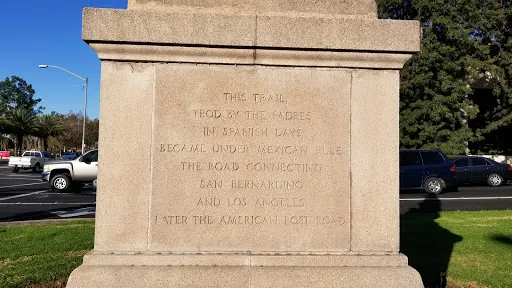 THIS TRAIL,
TROD BY THE PADRES
IN SPANISH DAYS
BECAME UNDER MEXICAN RULE
THE ROAD CONNECTING
SAN BERNARDINO
AND LOS ANGELES
LATER THE AMERICAN POST ROAD